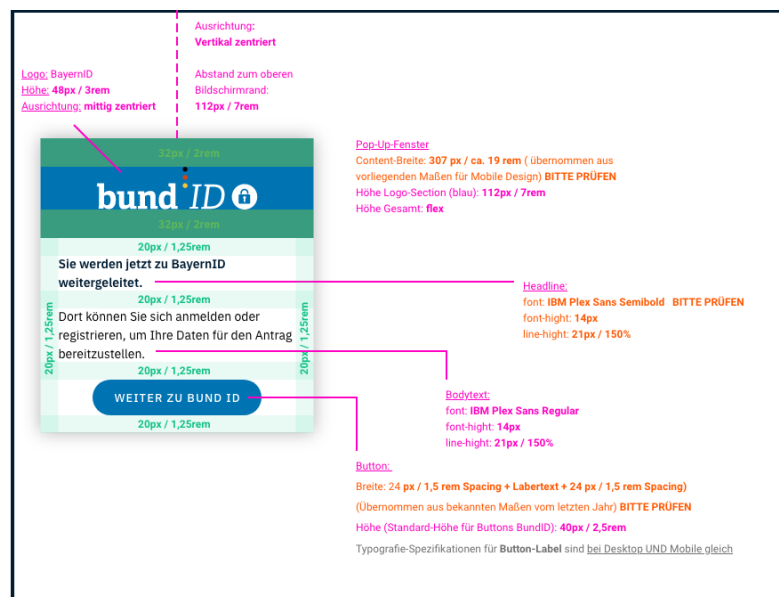 Ausrichtung:
Vertikal zentriert
Abstand zum oberen
Bildschirmrand:
112px / 7rem
Logo: BayernID
Höhe: 48px / 3rem
Ausrichtung: mittig zentriert
32px / 2rem
bund ID
32px / 2rem
20px / 1,25rem
Sie werden jetzt zu BayernID
weitergeleitet.
20px / 1,25rem
Dort können Sie sich anmelden oder
registrieren, um Ihre Daten für den Antrag
bereitzustellen.
20px / 1,25rem
WEITER ZU BUND ID
20px / 1,25rem
20px / 1,25rem
20px / 1,25rem
Pop-Up-Fenster
Content-Breite: 307 px / ca. 19 rem ( übernommen aus
vorliegenden Maßen für Mobile Design) BITTE PRÜFEN
Höhe Logo-Section (blau): 112px / 7rem
Höhe Gesamt: flex
Headline:
font: IBM Plex Sans Semibold BITTE PRÜFEN
font-hight: 14px
line-hight: 21px / 150%
Bodytext:
font: IBM Plex Sans Regular
font-hight: 14px
line-hight: 21px / 150%
Button:
Breite: 24 px / 1,5 rem Spacing + Labertext + 24 px / 1,5 rem Spacing)
(Übernommen aus bekannten Maßen vom letzten Jahr) BITTE PRÜFEN
Höhe (Standard-Höhe für Buttons BundID): 40px / 2,5rem
Typografie-Spezifikationen für Button-Label sind bei Desktop UND Mobile gleich